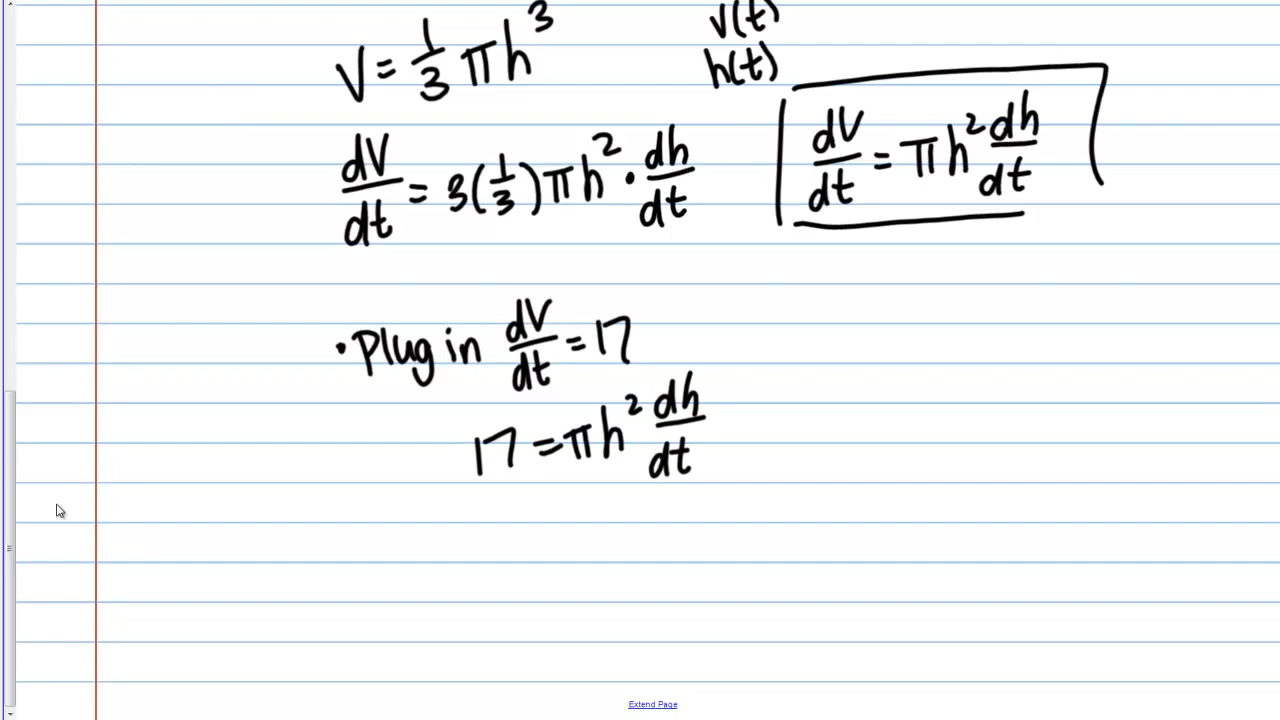 V = 1/3 πh³
V(t)
h(t)
dV/dt = 3(1/3)πh² · dh/dt
dV/dt = πh² dh/dt
• Plug in dV/dt = 17
17 = πh² dh/dt
Extend Page